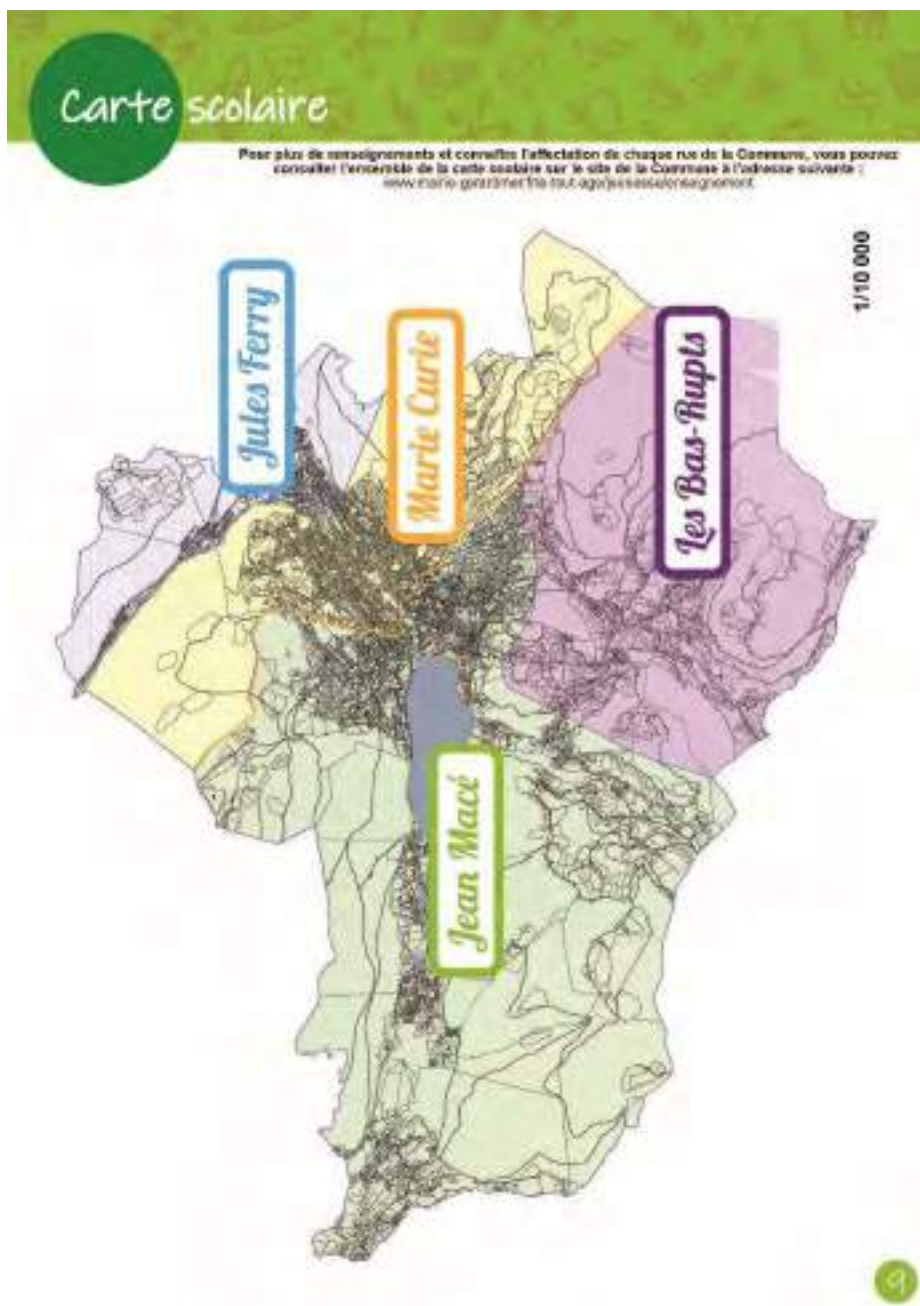 Carte scolaire
Pour plus de renseignements et connaître l'affectation de chaque rue de la Commune, vous pouvez
consulter l'ensemble de la carte scolaire sur le site de la Commune à l'adresse suivante :
1/10 000
Jules Ferry
Marie Curie
Les Bas-Rupts
Jean Macé
9